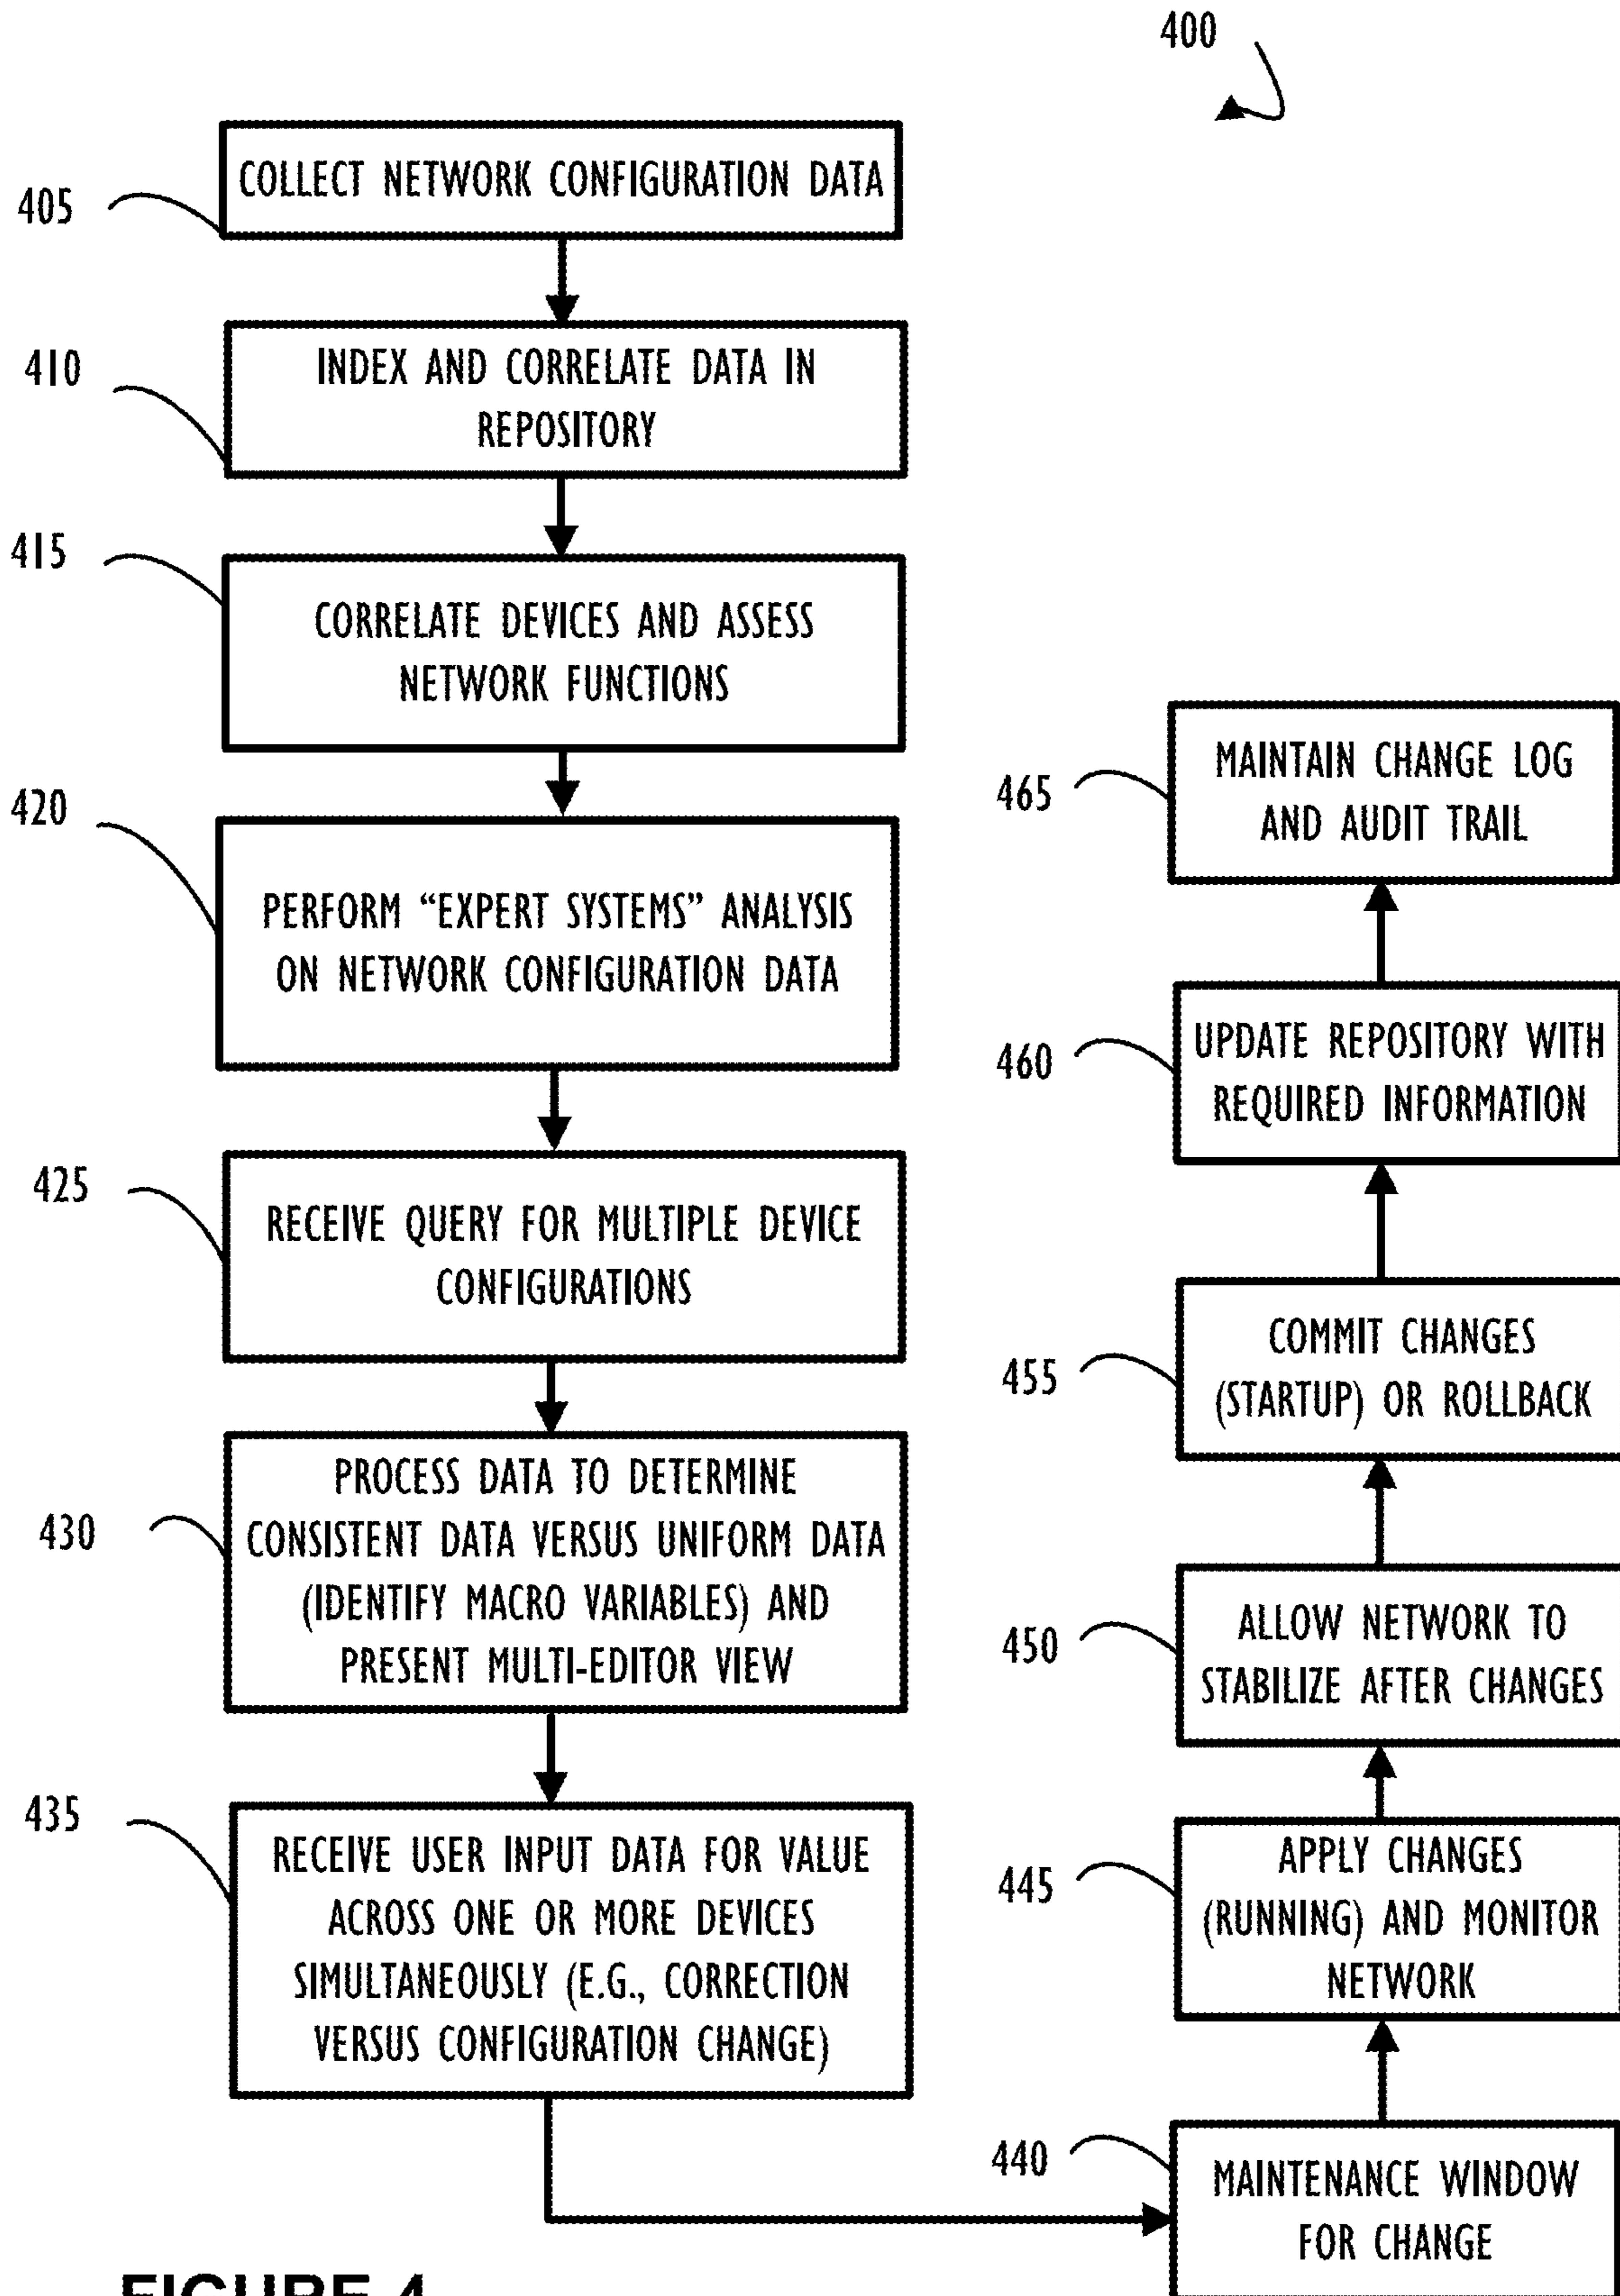 400
405
COLLECT NETWORK CONFIGURATION DATA
410
INDEX AND CORRELATE DATA IN
REPOSITORY
415
CORRELATE DEVICES AND ASSESS
NETWORK FUNCTIONS
420
PERFORM “EXPERT SYSTEMS” ANALYSIS
ON NETWORK CONFIGURATION DATA
425
RECEIVE QUERY FOR MULTIPLE DEVICE
CONFIGURATIONS
430
PROCESS DATA TO DETERMINE
CONSISTENT DATA VERSUS UNIFORM DATA
(IDENTIFY MACRO VARIABLES) AND
PRESENT MULTI-EDITOR VIEW
435
RECEIVE USER INPUT DATA FOR VALUE
ACROSS ONE OR MORE DEVICES
SIMULTANEOUSLY (E.G., CORRECTION
VERSUS CONFIGURATION CHANGE)
440
MAINTENANCE WINDOW
FOR CHANGE
445
APPLY CHANGES
(RUNNING) AND MONITOR
NETWORK
450
ALLOW NETWORK TO
STABILIZE AFTER CHANGES
455
COMMIT CHANGES
(STARTUP) OR ROLLBACK
460
UPDATE REPOSITORY WITH
REQUIRED INFORMATION
465
MAINTAIN CHANGE LOG
AND AUDIT TRAIL
FIGURE 4